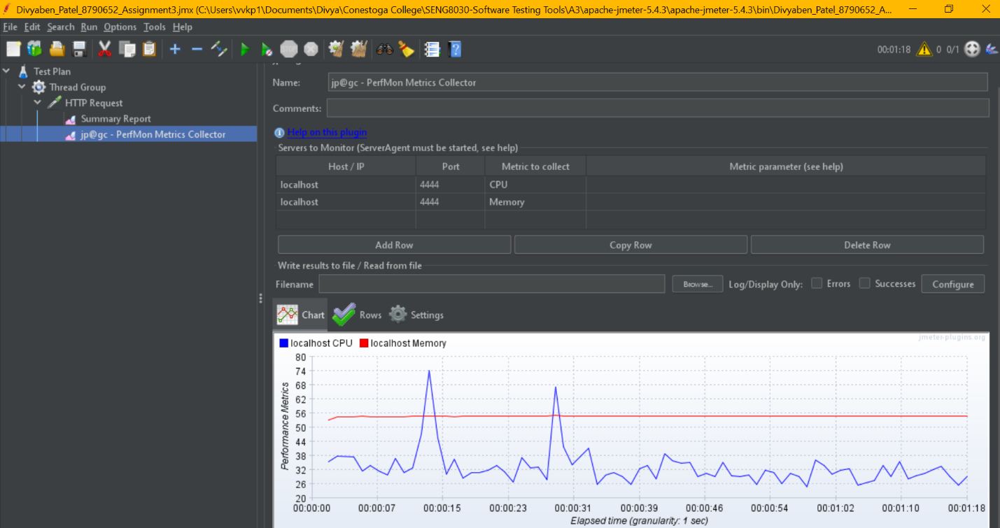 Divyaben_Patel_8790652_Assignment3.jmx (C:\Users\vvkp1\Documents\Divya\Conestoga College\SENG8030-Software Testing Tools\A3\apache-jmeter-5.4.3\apache-jmeter-5.4.3\bin\Divyaben_Patel_8790652_A...
File Edit Search Run Options Tools Help
STOP 00:01:18 0 0/1
Test Plan
Thread Group
HTTP Request
Summary Report
jp@gc - PerfMon Metrics Collector
Name: jp@gc - PerfMon Metrics Collector
Comments:
Help on this plugin
Servers to Monitor (ServerAgent must be started, see help)
Host / IP Port Metric to collect Metric parameter (see help)
localhost 4444 CPU
localhost 4444 Memory
Add Row Copy Row Delete Row
Write results to file / Read from file
Filename Browse... Log/Display Only: Errors Successes Configure
Chart Rows Settings
jmeter-plugins.org
localhost CPU localhost Memory
80
74
68
62
56
50
44
38
32
26
20
Performance Metrics
00:00:00 00:00:07 00:00:15 00:00:23 00:00:31 00:00:39 00:00:46 00:00:54 00:01:02 00:01:10 00:01:18
Elapsed time (granularity: 1 sec)